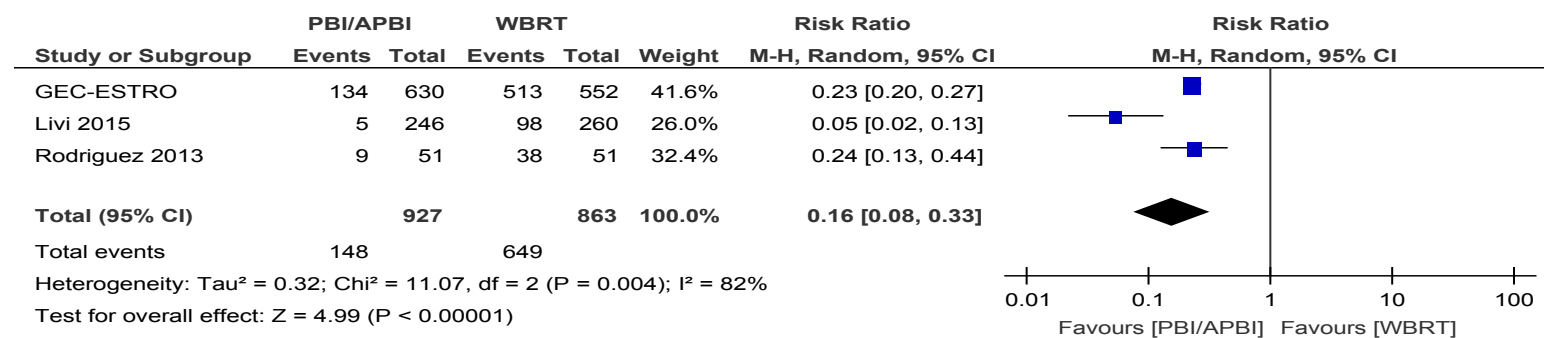 PBI/APBI WBRT Risk Ratio Risk Ratio
Study or Subgroup Events Total Events Total Weight M-H, Random, 95% CI M-H, Random, 95% CI
GEC-ESTRO 134 630 513 552 41.6% 0.23 [0.20, 0.27]
Livi 2015 5 246 98 260 26.0% 0.05 [0.02, 0.13]
Rodriguez 2013 9 51 38 51 32.4% 0.24 [0.13, 0.44]
Total (95% CI) 927 863 100.0% 0.16 [0.08, 0.33]
Total events 148 649
Heterogeneity: Tau² = 0.32; Chi² = 11.07, df = 2 (P = 0.004); I² = 82%
Test for overall effect: Z = 4.99 (P < 0.00001)
0.01 0.1 1 10 100
Favours [PBI/APBI] Favours [WBRT]